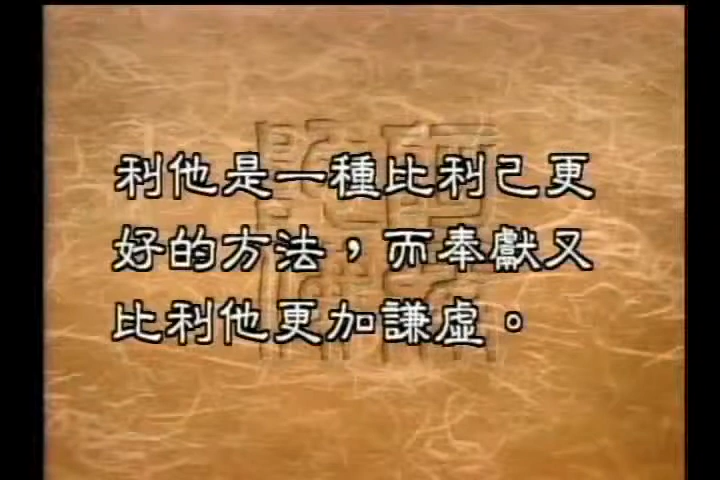 利他是一種比利己更
好的方法，而奉獻又
比利他更加謙虛。